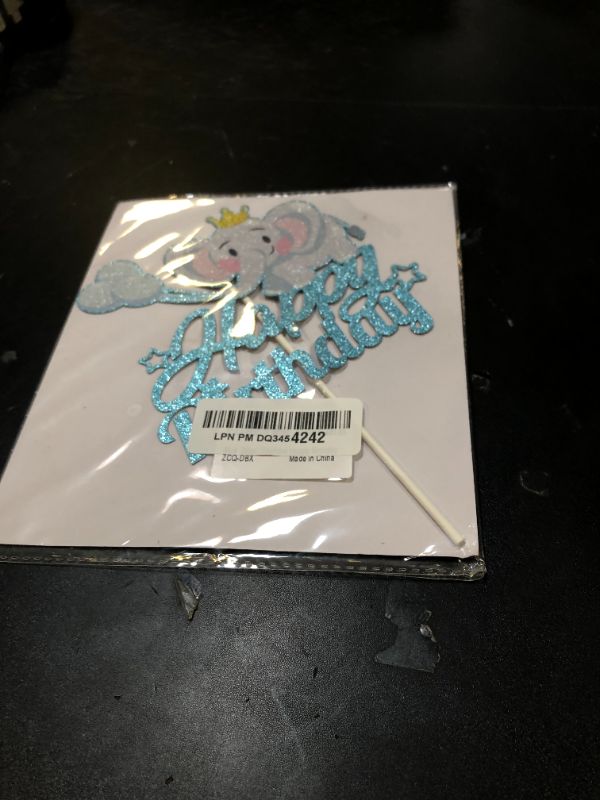 Happy
Birthday
LPN PM DQ3454242
ZCQ-DBX Made in China